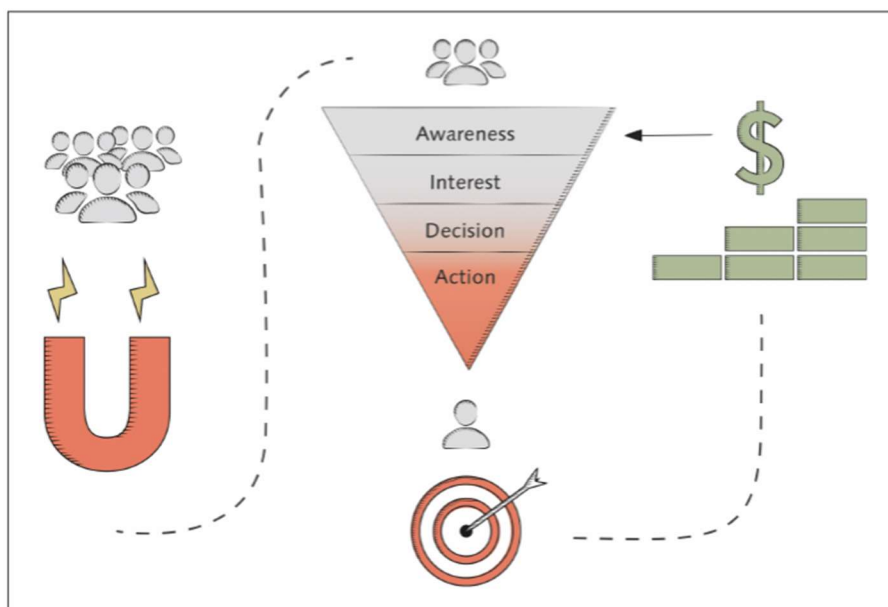 Awareness
Interest
Decision
Action
$